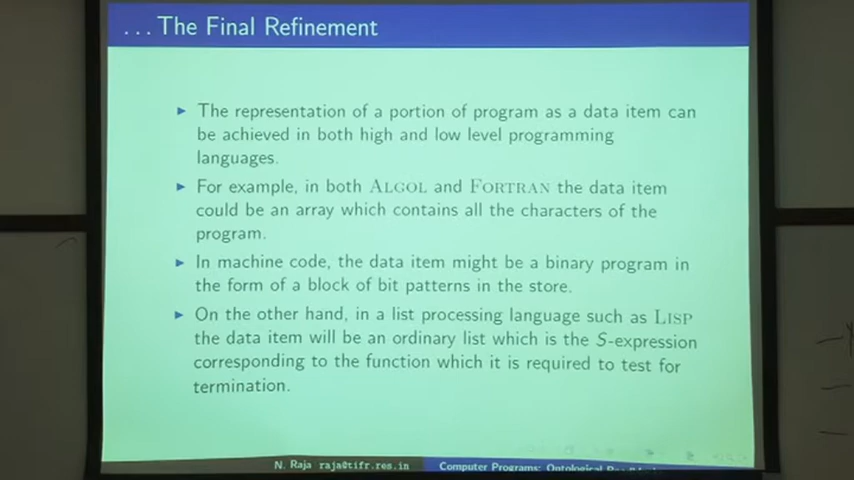 ...The Final Refinement
► The representation of a portion of program as a data item can
be achieved in both high and low level programming
languages.
► For example, in both ALGOL and FORTRAN the data item
could be an array which contains all the characters of the
program.
► In machine code, the data item might be a binary program in
the form of a block of bit patterns in the store.
► On the other hand, in a list processing language such as LISP
the data item will be an ordinary list which is the S-expression
corresponding to the function which it is required to test for
termination.
N. Raja raja@tifr.res.in
Computer Programs: Ontological